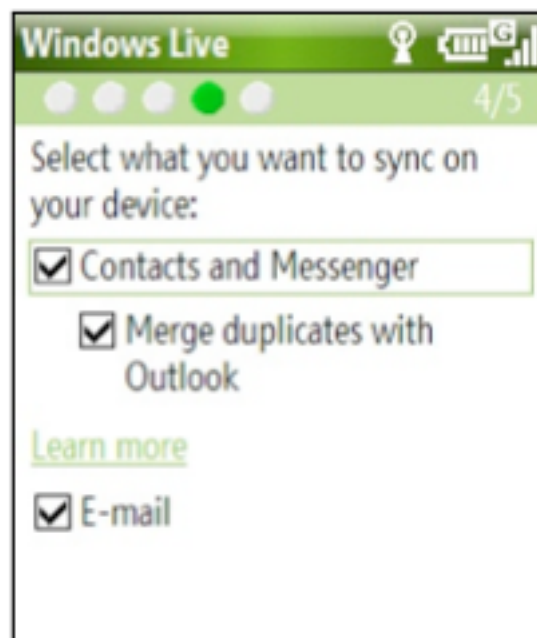 Windows Live
G
4/5
Select what you want to sync on
your device:
Contacts and Messenger
Merge duplicates with
Outlook
Learn more
E-mail